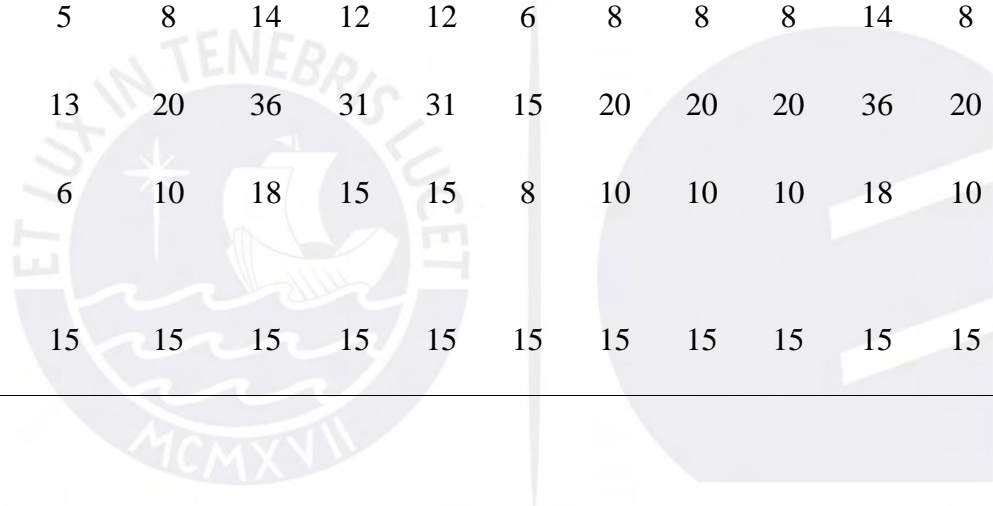 5 8 14 12 12 6 8 8 8 14 8
13 20 36 31 31 15 20 20 20 36 20
6 10 18 15 15 8 10 10 10 18 10
15 15 15 15 15 15 15 15 15 15 15
ET LUX IN TENEBRIS LUCET
MCMXVII